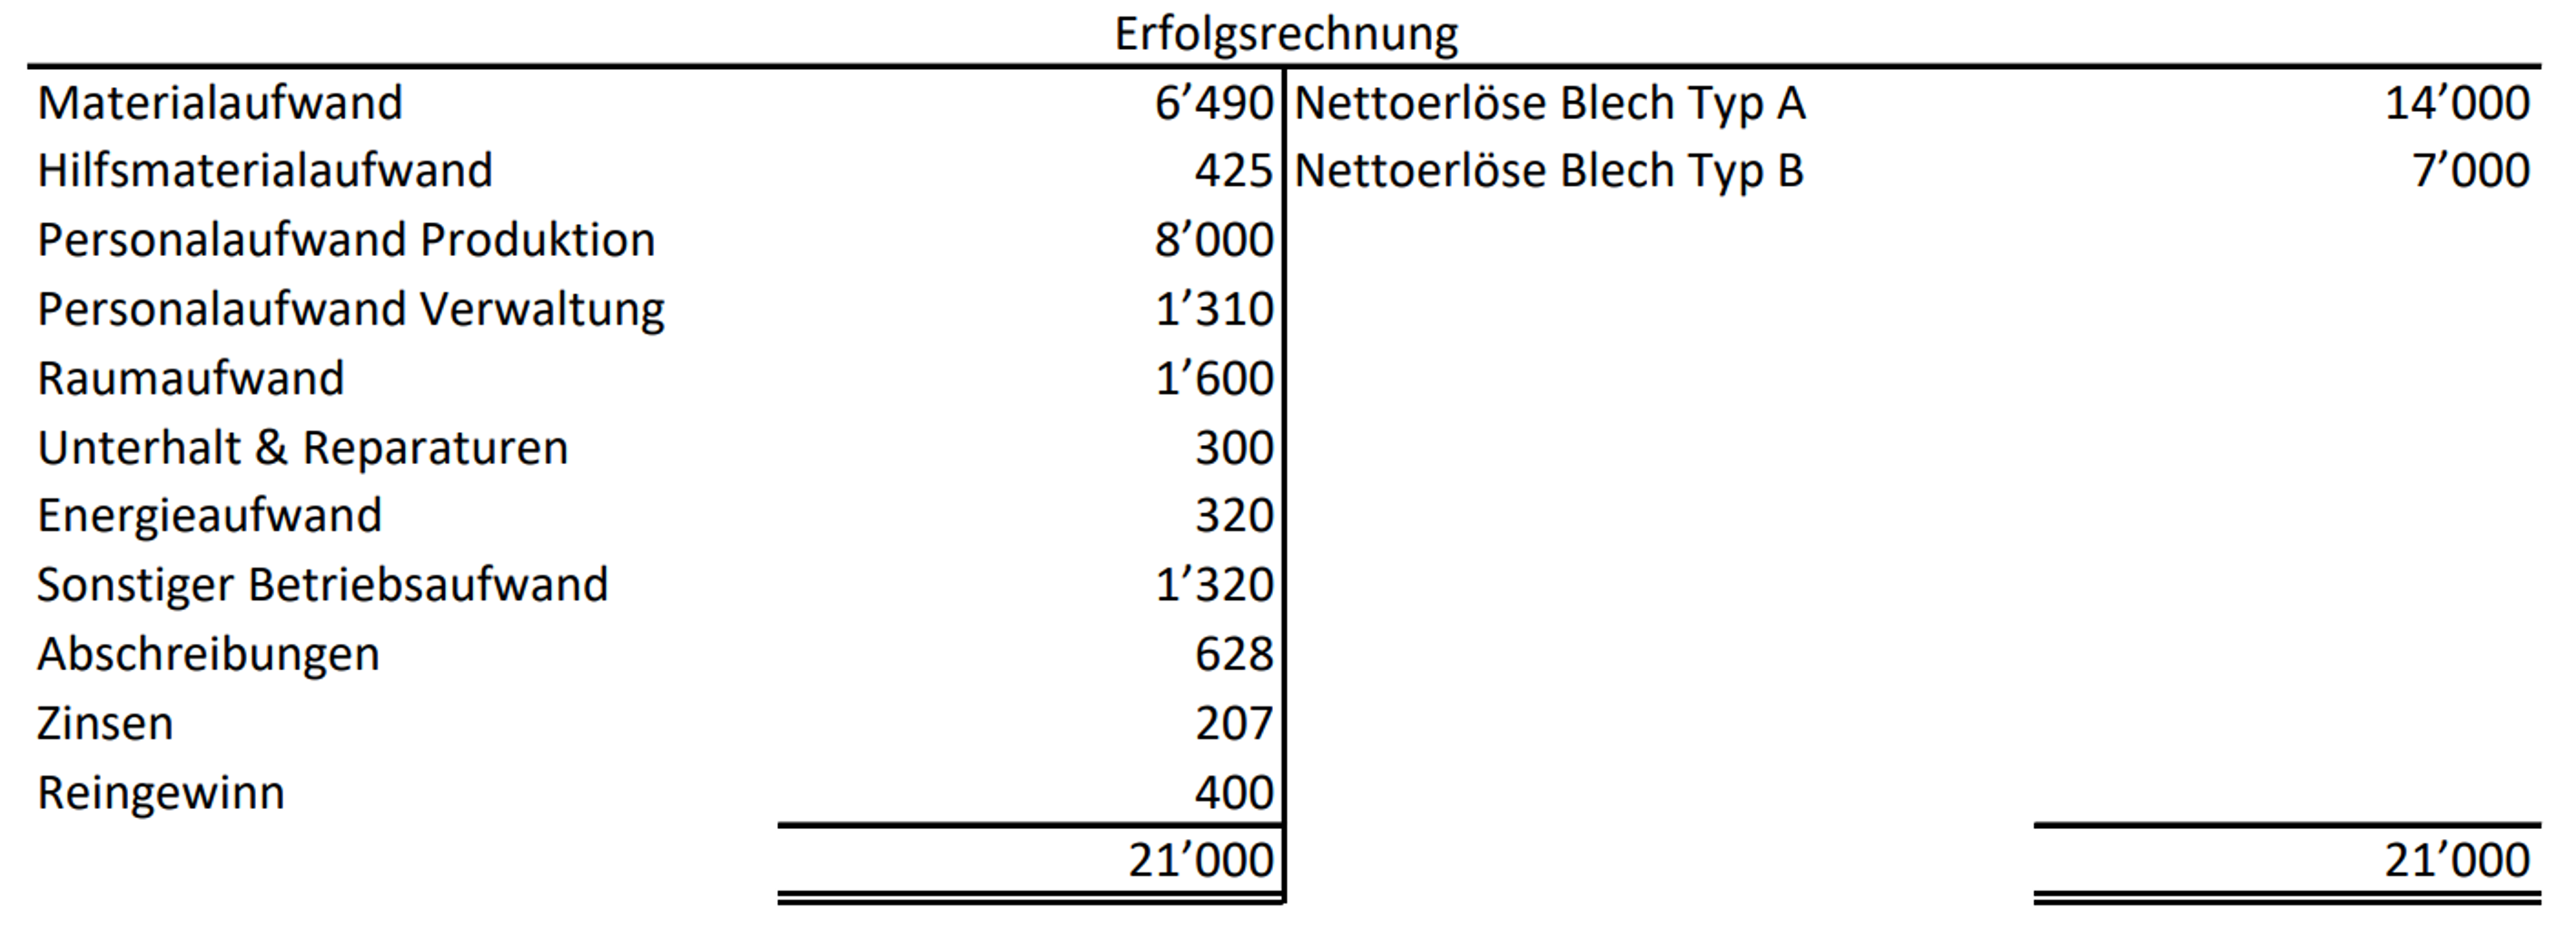 Erfolgsrechnung
Materialaufwand 6’490 Nettoerlöse Blech Typ A 14’000
Hilfsmaterialaufwand 425 Nettoerlöse Blech Typ B 7’000
Personalaufwand Produktion 8’000
Personalaufwand Verwaltung 1’310
Raumaufwand 1’600
Unterhalt & Reparaturen 300
Energieaufwand 320
Sonstiger Betriebsaufwand 1’320
Abschreibungen 628
Zinsen 207
Reingewinn 400
21’000 21’000